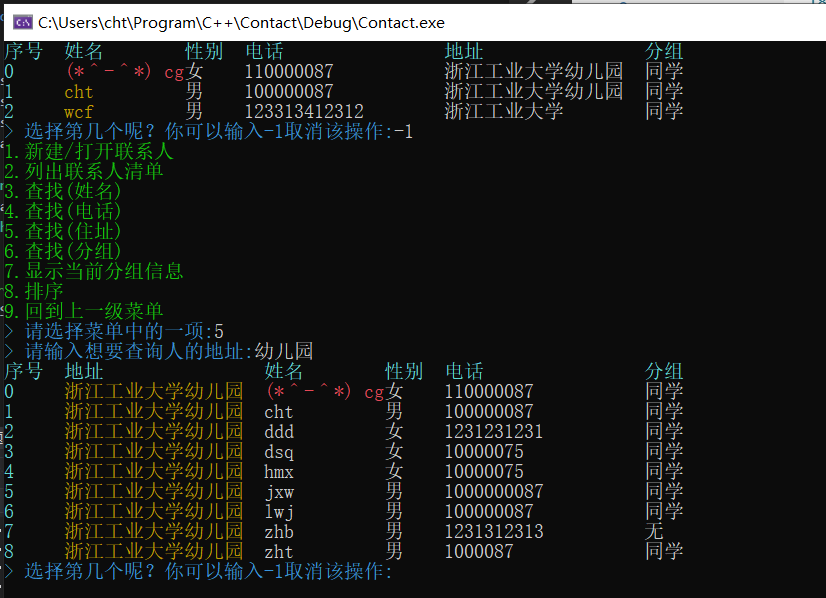 C:\Users\cht\Program\C++\Contact\Debug\Contact.exe
序号 姓名 性别 电话 地址 分组
0 (*＾-＾*) cg女 110000087 浙江工业大学幼儿园 同学
1 cht 男 100000087 浙江工业大学幼儿园 同学
2 wcf 男 123313412312 浙江工业大学 同学
> 选择第几个呢？你可以输入-1取消该操作:-1
1.新建/打开联系人
2.列出联系人清单
3.查找(姓名)
4.查找(电话)
5.查找(住址)
6.查找(分组)
7.显示当前分组信息
8.排序
9.回到上一级菜单
> 请选择菜单中的一项:5
> 请输入想要查询人的地址:幼儿园
序号 地址 姓名 性别 电话 分组
0 浙江工业大学幼儿园 (*＾-＾*) cg女 110000087 同学
1 浙江工业大学幼儿园 cht 男 100000087 同学
2 浙江工业大学幼儿园 ddd 女 1231231231 同学
3 浙江工业大学幼儿园 dsq 女 10000075 同学
4 浙江工业大学幼儿园 hmx 女 10000075 同学
5 浙江工业大学幼儿园 jxw 男 1000000087 同学
6 浙江工业大学幼儿园 lwj 男 100000087 同学
7 浙江工业大学幼儿园 zhb 男 1231312313 无
8 浙江工业大学幼儿园 zht 男 1000087 同学
> 选择第几个呢？你可以输入-1取消该操作: